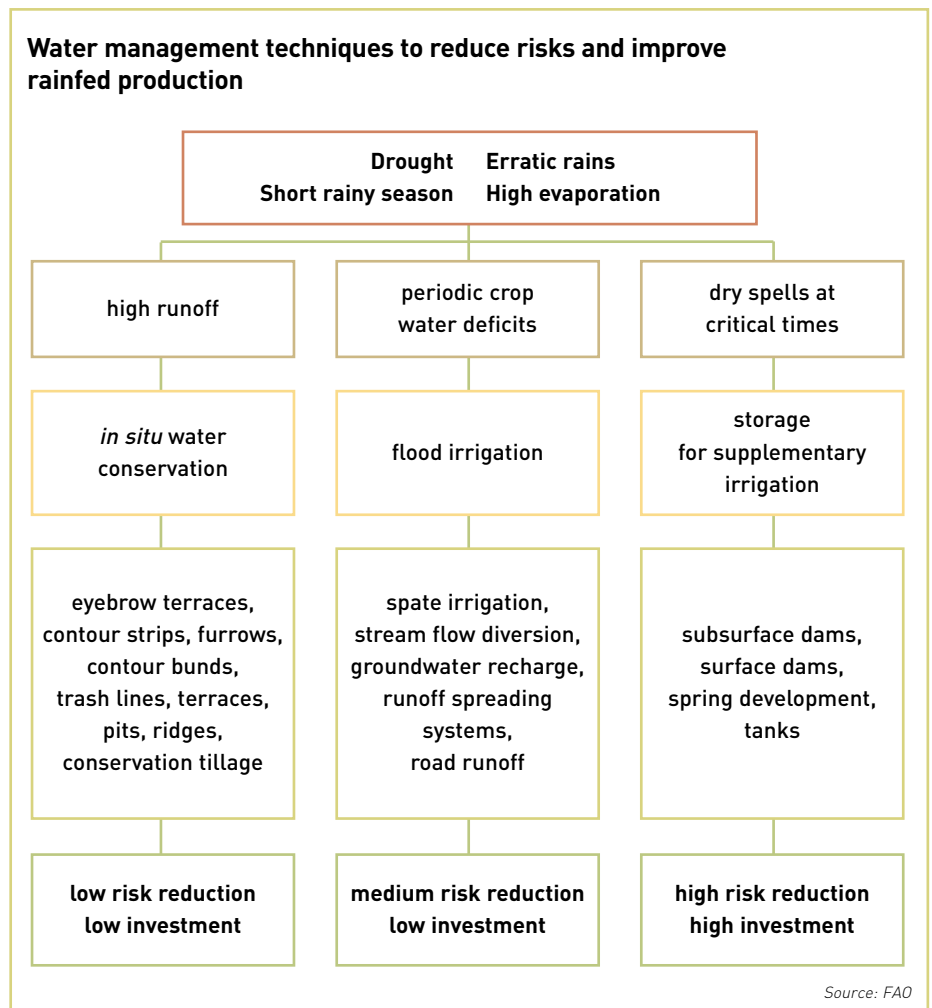 Water management techniques to reduce risks and improve
rainfed production
Drought Erratic rains
Short rainy season High evaporation
high runoff
periodic crop
water deficits
dry spells at
critical times
in situ water
conservation
flood irrigation
storage
for supplementary
irrigation
eyebrow terraces,
contour strips, furrows,
contour bunds,
trash lines, terraces,
pits, ridges,
conservation tillage
spate irrigation,
stream flow diversion,
groundwater recharge,
runoff spreading
systems,
road runoff
subsurface dams,
surface dams,
spring development,
tanks
low risk reduction
low investment
medium risk reduction
low investment
high risk reduction
high investment
Source: FAO